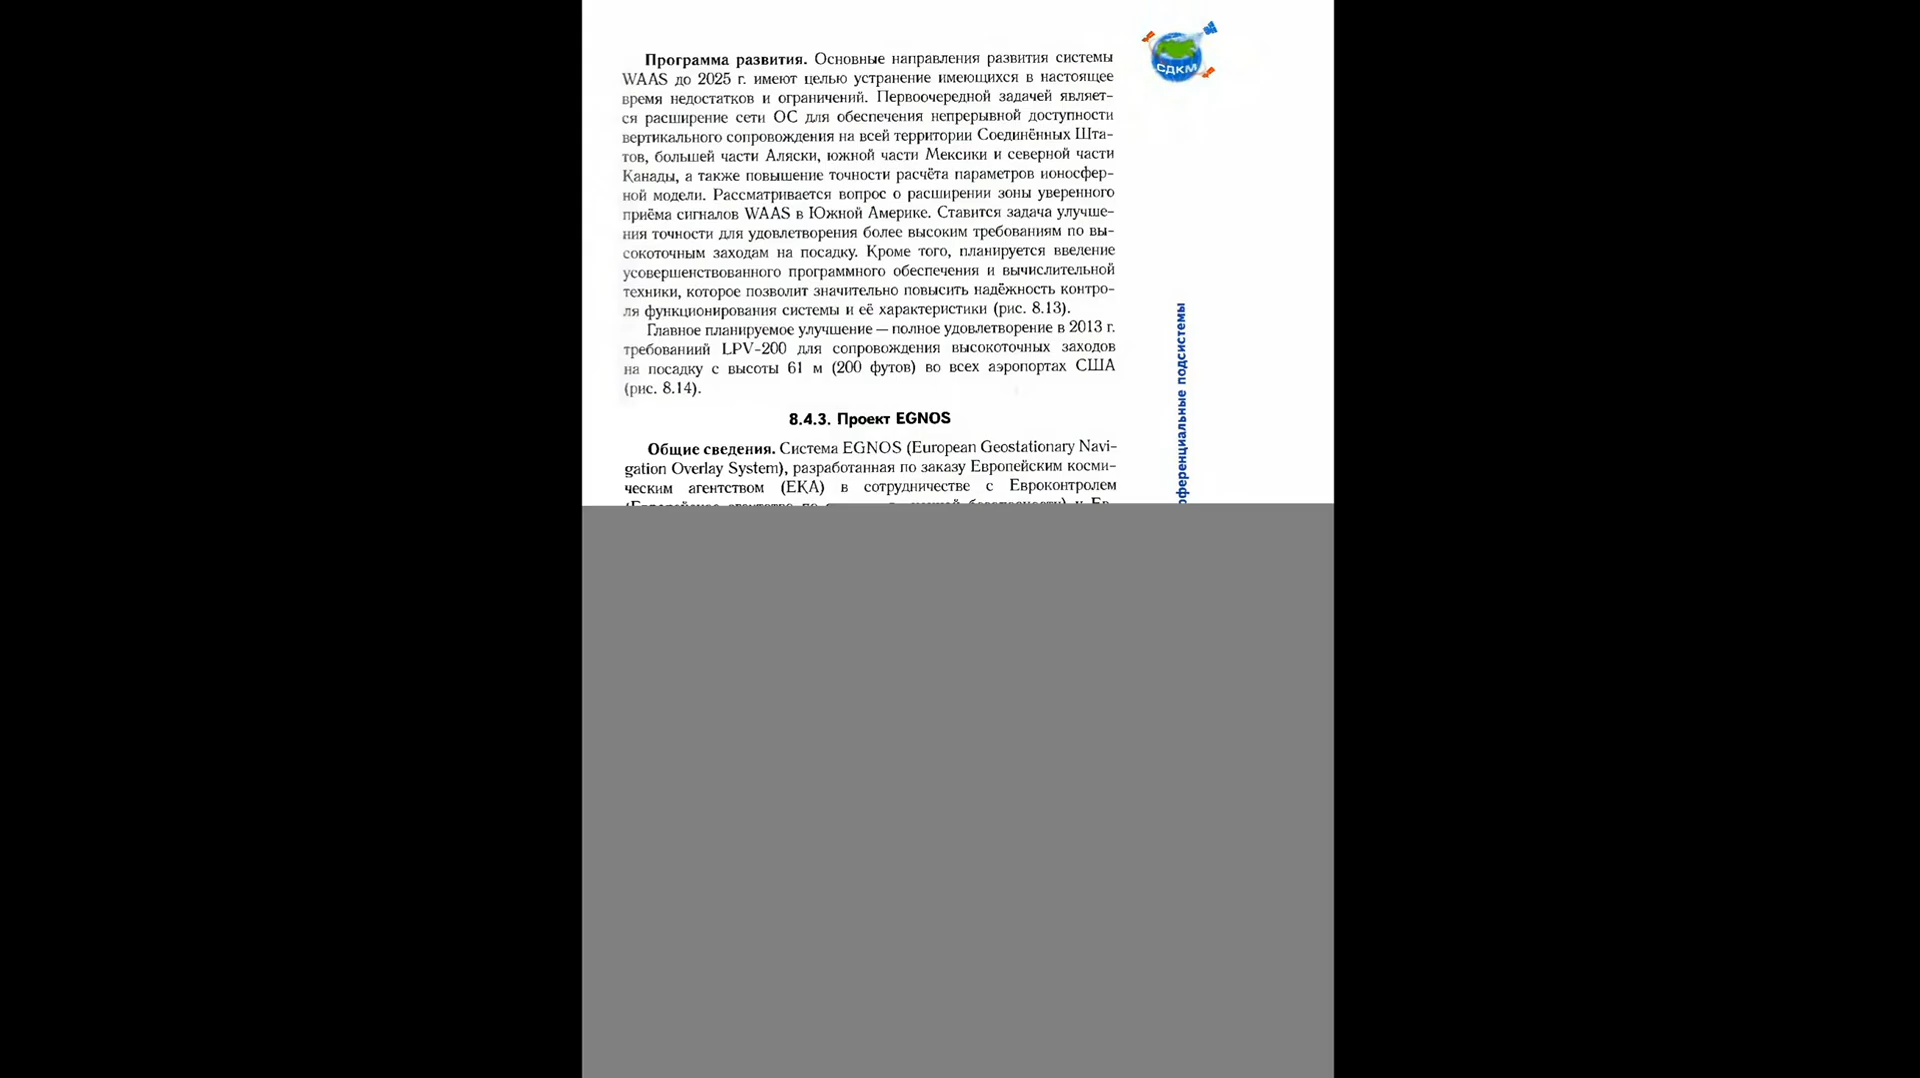 Программа развития. Основные направления развития системы
WAAS до 2025 г. имеют целью устранение имеющихся в настоящее
время недостатков и ограничений. Первоочередной задачей являет-
ся расширение сети ОС для обеспечения непрерывной доступности
вертикального сопровождения на всей территории Соединённых Шта-
тов, большей части Аляски, южной части Мексики и северной части
Канады, а также повышение точности расчёта параметров ионосфер-
ной модели. Рассматривается вопрос о расширении зоны уверенного
приёма сигналов WAAS в Южной Америке. Ставится задача улучше-
ния точности для удовлетворения более высоким требованиям по вы-
сокоточным заходам на посадку. Кроме того, планируется введение
усовершенствованного программного обеспечения и вычислительной
техники, которое позволит значительно повысить надёжность контро-
ля функционирования системы и её характеристики (рис. 8.13).
Главное планируемое улучшение — полное удовлетворение в 2013 г.
требованиий LPV-200 для сопровождения высокоточных заходов
на посадку с высоты 61 м (200 футов) во всех аэропортах США
(рис. 8.14).
8.4.3. Проект EGNOS
Общие сведения. Система EGNOS (European Geostationary Navi-
gation Overlay System), разработанная по заказу Европейским косми-
ческим агентством (ЕКА) в сотрудничестве с Евроконтролем
СДКМ
подсистемы